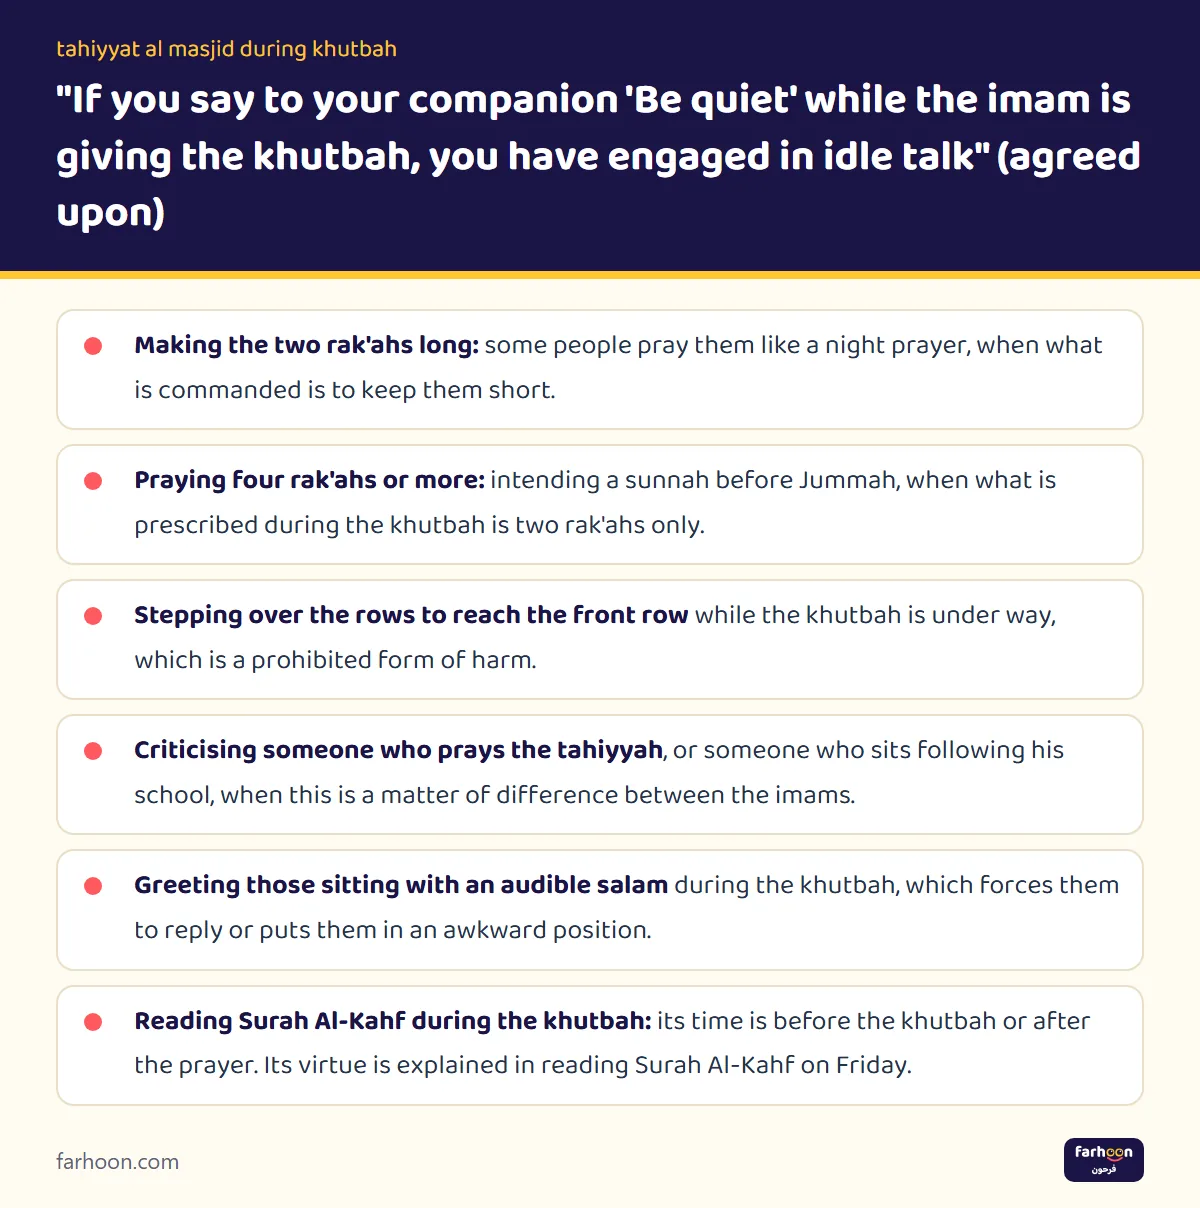 tahiyyat al masjid during khutbah
"If you say to your companion 'Be quiet' while the imam is
giving the khutbah, you have engaged in idle talk" (agreed
upon)
Making the two rak'ahs long: some people pray them like a night prayer, when what
is commanded is to keep them short.
Praying four rak'ahs or more: intending a sunnah before Jummah, when what is
prescribed during the khutbah is two rak'ahs only.
Stepping over the rows to reach the front row while the khutbah is under way,
which is a prohibited form of harm.
Criticising someone who prays the tahiyyah, or someone who sits following his
school, when this is a matter of difference between the imams.
Greeting those sitting with an audible salam during the khutbah, which forces them
to reply or puts them in an awkward position.
Reading Surah Al-Kahf during the khutbah: its time is before the khutbah or after
the prayer. Its virtue is explained in reading Surah Al-Kahf on Friday.
farhoon.com
farhoon
فرحون